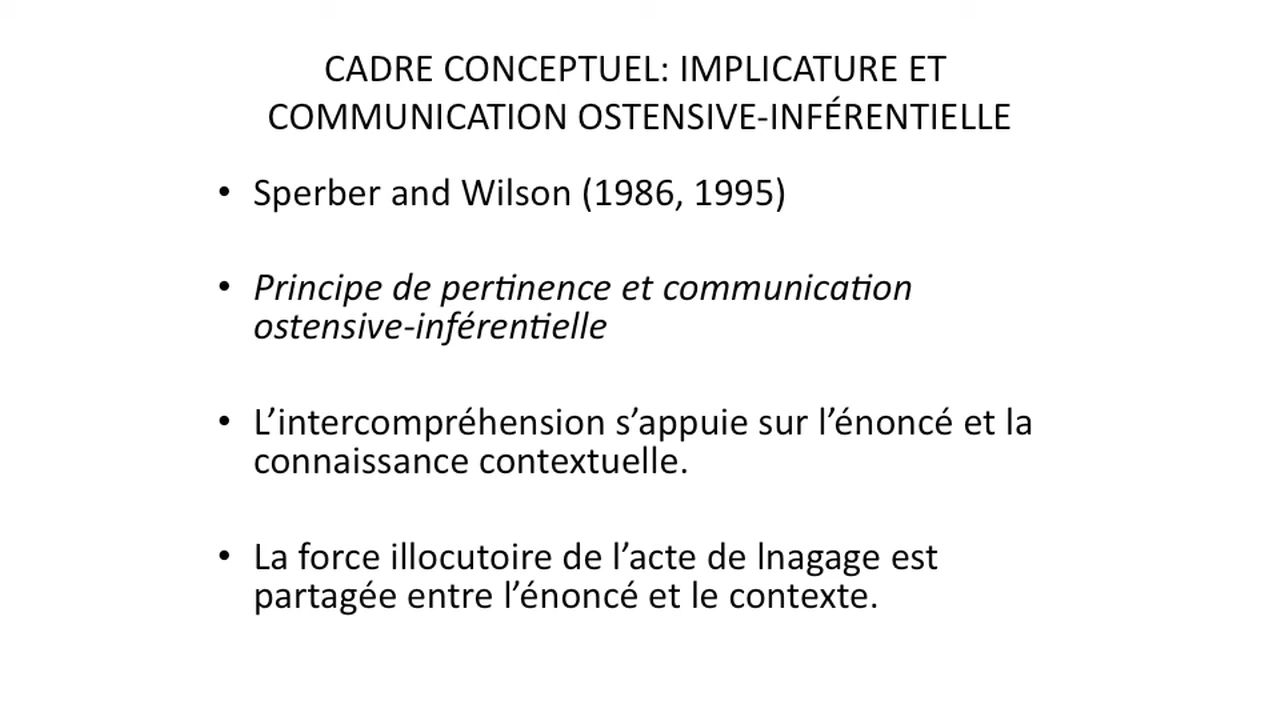 CADRE CONCEPTUEL: IMPLICATURE ET
COMMUNICATION OSTENSIVE-INFÉRENTIELLE
• Sperber and Wilson (1986, 1995)
• Principe de pertinence et communication
ostensive-inférentielle
• L’intercompréhension s’appuie sur l’énoncé et la
connaissance contextuelle.
• La force illocutoire de l’acte de lnagage est
partagée entre l’énoncé et le contexte.